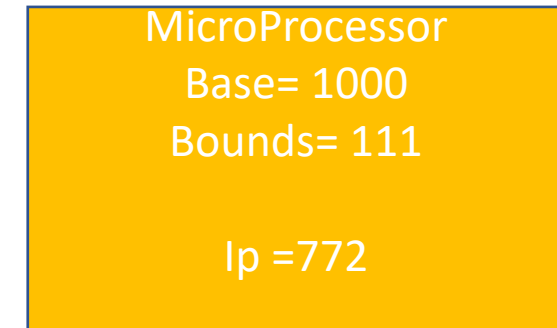 MicroProcessor
Base= 1000
Bounds= 111
Ip =772